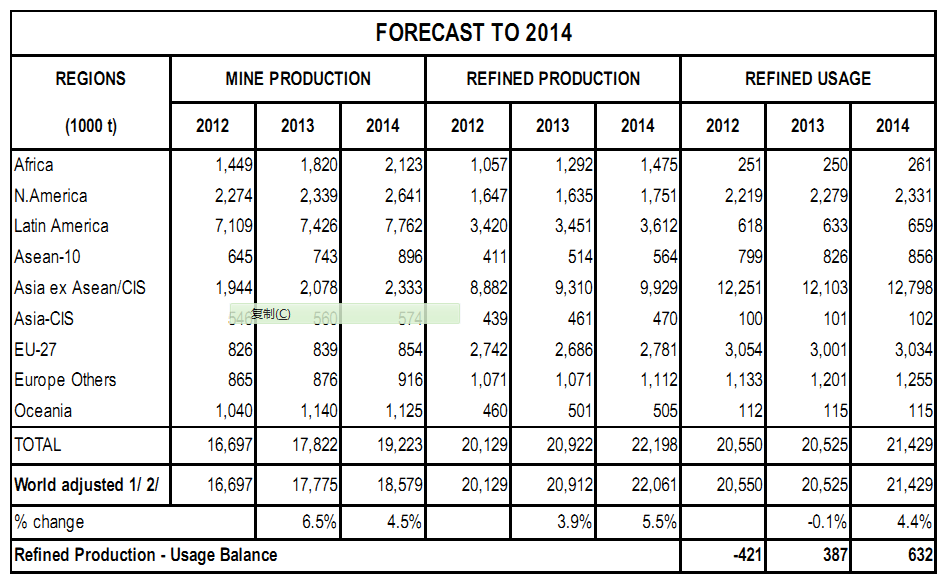 FORECAST TO 2014
REGIONS MINE PRODUCTION REFINED PRODUCTION REFINED USAGE
(1000 t) 2012 2013 2014 2012 2013 2014 2012 2013 2014
Africa 1,449 1,820 2,123 1,057 1,292 1,475 251 250 261
N.America 2,274 2,339 2,641 1,647 1,635 1,751 2,219 2,279 2,331
Latin America 7,109 7,426 7,762 3,420 3,451 3,612 618 633 659
Asean-10 645 743 896 411 514 564 799 826 856
Asia ex Asean/CIS 1,944 2,078 2,333 8,882 9,310 9,929 12,251 12,103 12,798
Asia-CIS 546 复制(C) 560 574 439 461 470 100 101 102
EU-27 826 839 854 2,742 2,686 2,781 3,054 3,001 3,034
Europe Others 865 876 916 1,071 1,071 1,112 1,133 1,201 1,255
Oceania 1,040 1,140 1,125 460 501 505 112 115 115
TOTAL 16,697 17,822 19,223 20,129 20,922 22,198 20,550 20,525 21,429
World adjusted 1/ 2/ 16,697 17,775 18,579 20,129 20,912 22,061 20,550 20,525 21,429
% change 6.5% 4.5% 3.9% 5.5% -0.1% 4.4%
Refined Production - Usage Balance -421 387 632